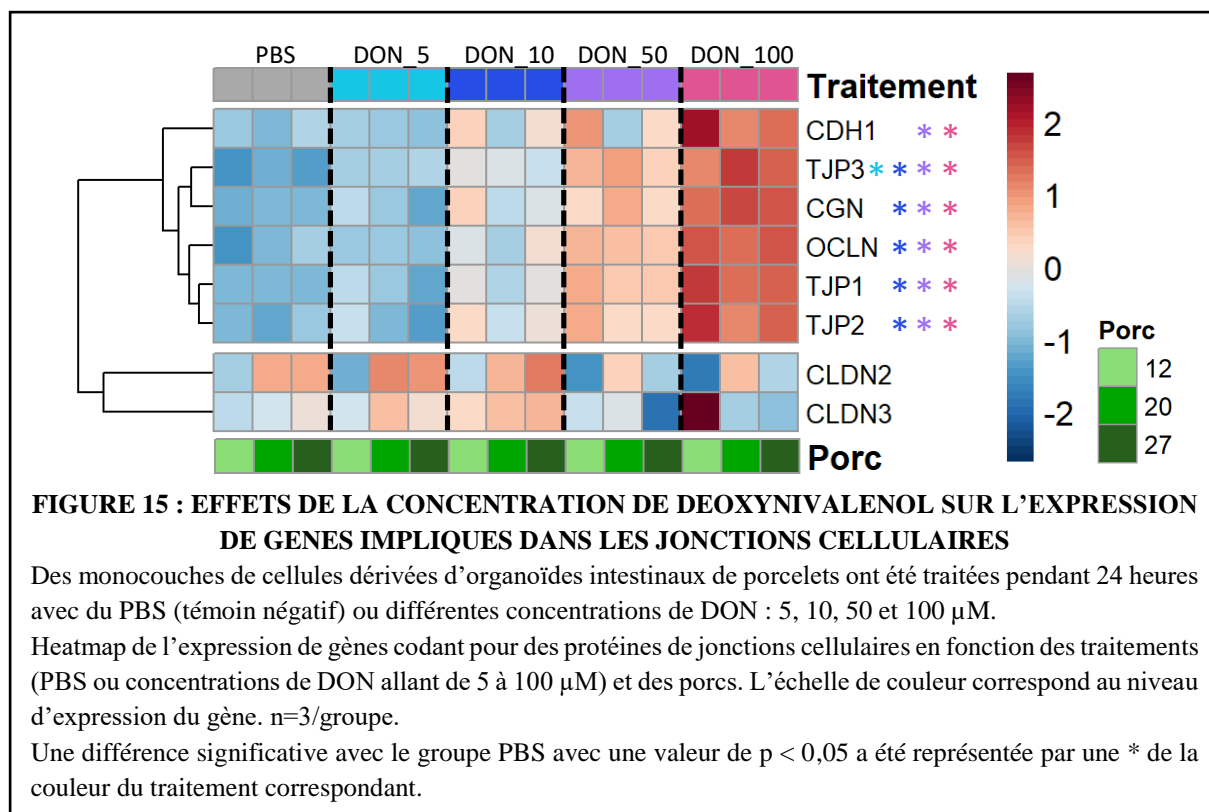 PBS DON_5 DON_10 DON_50 DON_100
Traitement
CDH1 * *
TJP3 * * * *
CGN * * *
OCLN * * *
TJP1 * * *
TJP2 * * *
CLDN2
CLDN3
Porc
2
1
0
-1
-2
Porc
12
20
27
FIGURE 15 : EFFETS DE LA CONCENTRATION DE DEOXYNIVALENOL SUR L’EXPRESSION
DE GENES IMPLIQUES DANS LES JONCTIONS CELLULAIRES
Des monocouches de cellules dérivées d’organoïdes intestinaux de porcelets ont été traitées pendant 24 heures
avec du PBS (témoin négatif) ou différentes concentrations de DON : 5, 10, 50 et 100 µM.
Heatmap de l’expression de gènes codant pour des protéines de jonctions cellulaires en fonction des traitements
(PBS ou concentrations de DON allant de 5 à 100 µM) et des porcs. L’échelle de couleur correspond au niveau
d’expression du gène. n=3/groupe.
Une différence significative avec le groupe PBS avec une valeur de p < 0,05 a été représentée par une * de la
couleur du traitement correspondant.